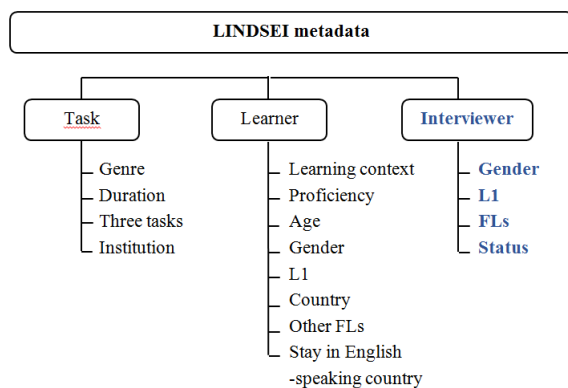 LINDSEI metadata
Task
Genre
Duration
Three tasks
Institution
Learner
Learning context
Proficiency
Age
Gender
L1
Country
Other FLs
Stay in English
-speaking country
Interviewer
Gender
L1
FLs
Status